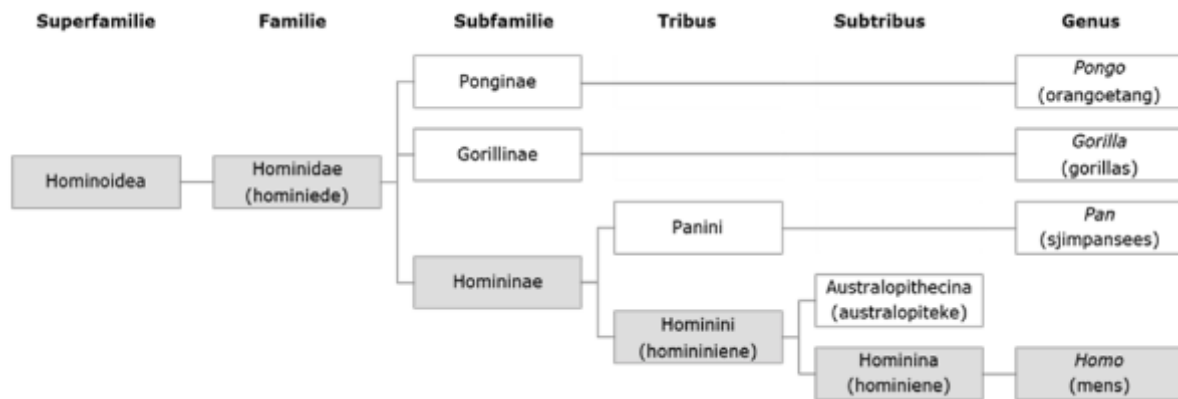 Superfamilie Familie Subfamilie Tribus Subtribus Genus
Ponginae
Pongo
(orangoetang)
Gorillinae
Gorilla
(gorillas)
Hominoidea
Hominidae
(hominiede)
Panini
Pan
(sjimpansees)
Homininae
Australopithecina
(australopiteke)
Hominini
(homininiene)
Hominina
(hominiene)
Homo
(mens)